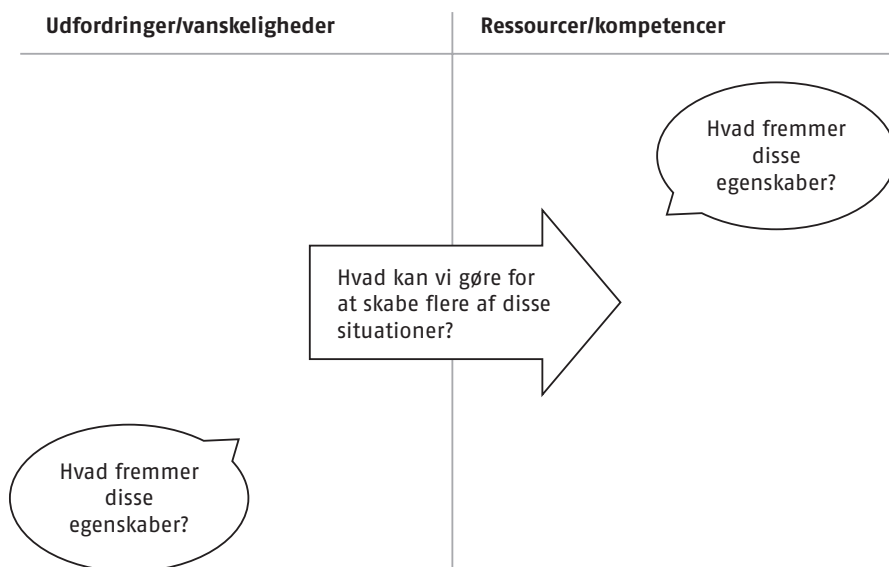 Udfordringer/vanskeligheder
Ressourcer/kompetencer
Hvad fremmer
disse
egenskaber?
Hvad kan vi gøre for
at skabe flere af disse
situationer?
Hvad fremmer
disse
egenskaber?